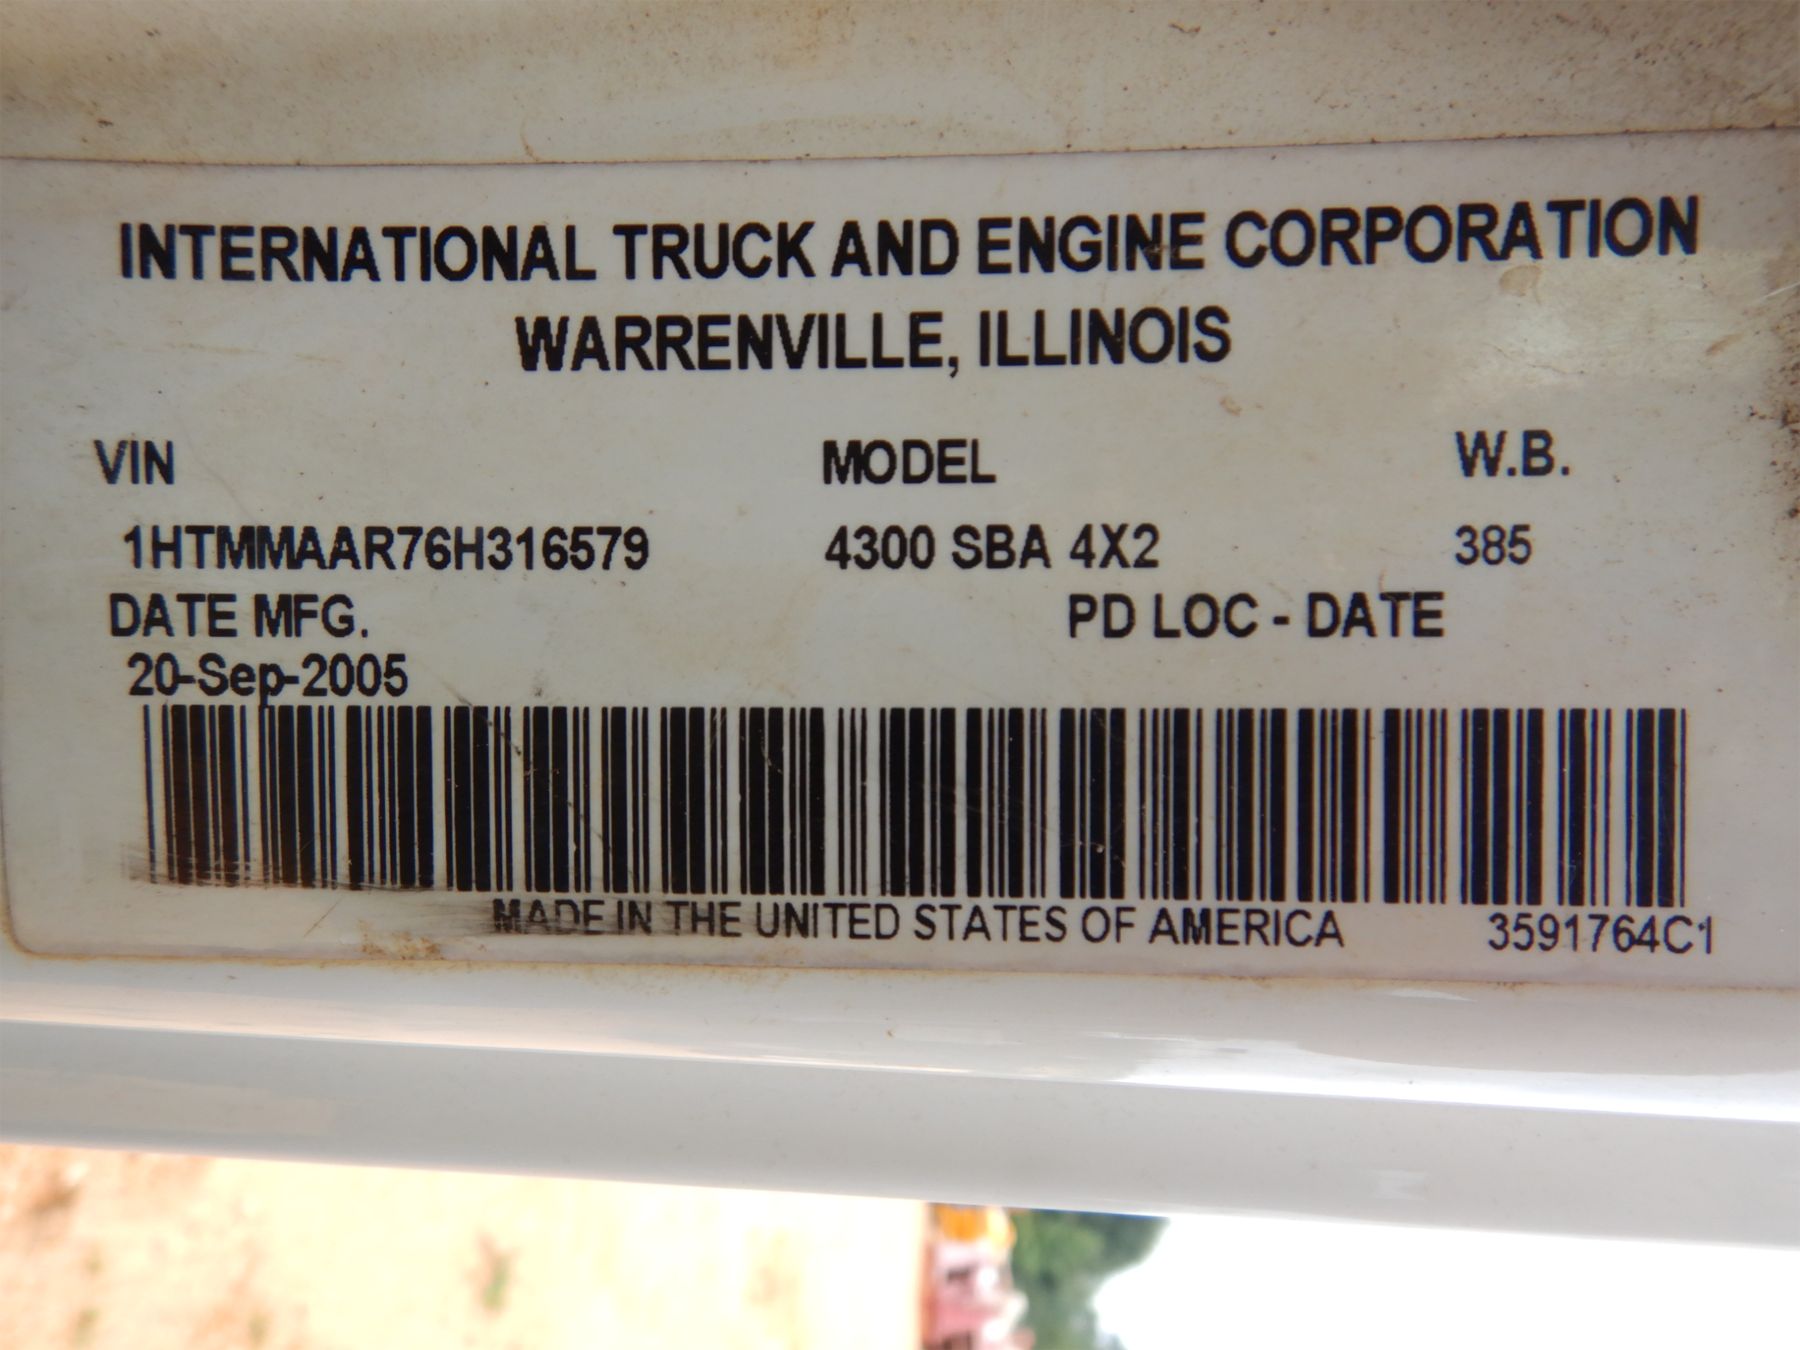 INTERNATIONAL TRUCK AND ENGINE CORPORATION
WARRENVILLE, ILLINOIS
VIN MODEL W.B.
1HTMMAAR76H316579 4300 SBA 4X2 385
DATE MFG. PD LOC - DATE
20-Sep-2005
MADE IN THE UNITED STATES OF AMERICA 3591764C1